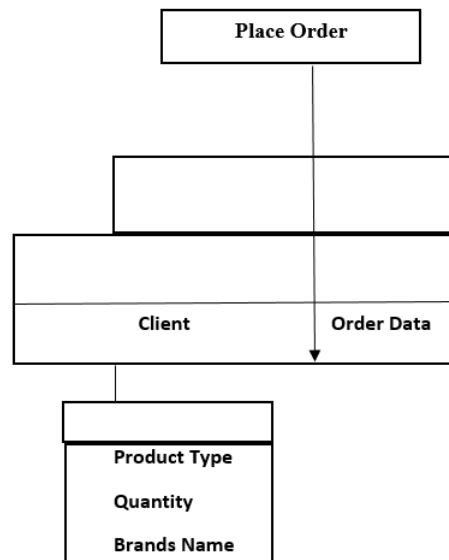 Place Order
Client Order Data
Product Type
Quantity
Brands Name